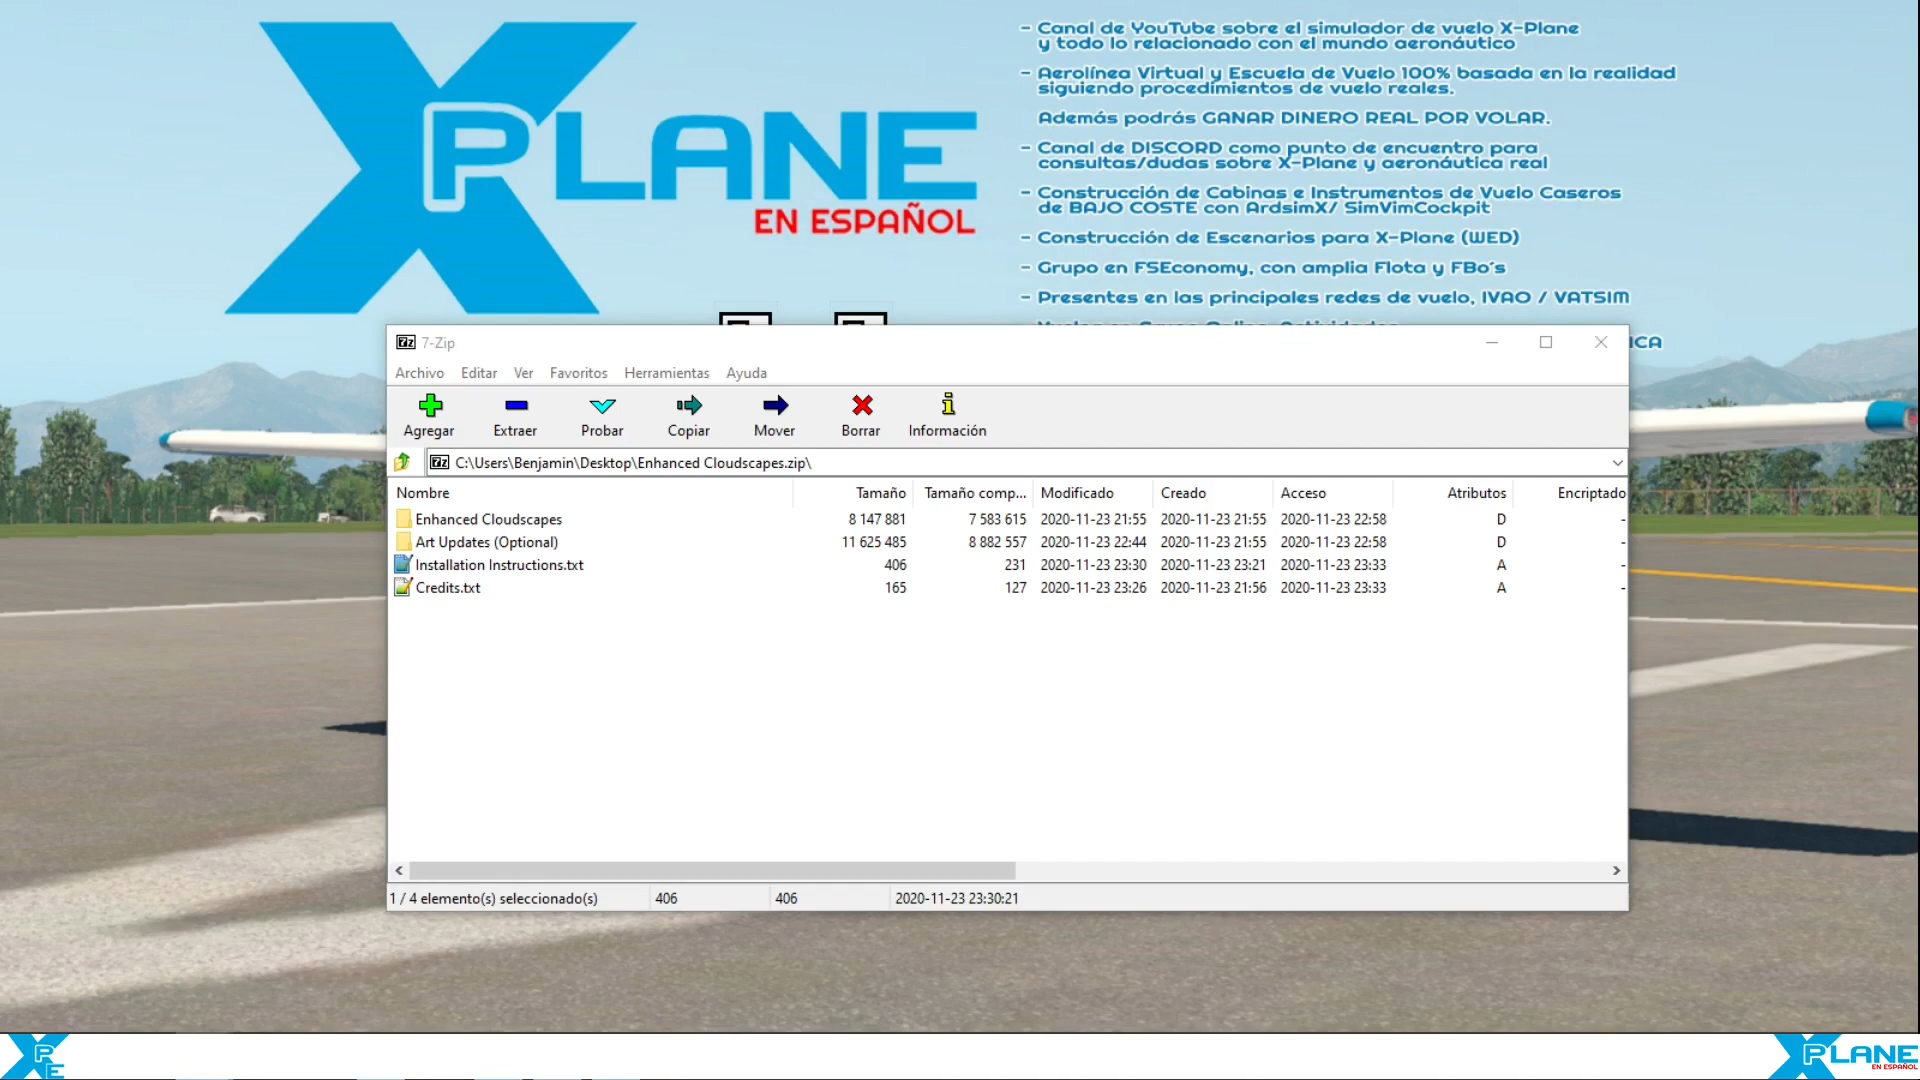 X PLANE
EN ESPAÑOL
- Canal de YouTube sobre el simulador de vuelo X-Plane
y todo lo relacionado con el mundo aeronáutico
- Aerolínea Virtual y Escuela de Vuelo 100% basada en la realidad
siguiendo procedimientos de vuelo reales.
Además podrás GANAR DINERO REAL POR VOLAR.
- Canal de DISCORD como punto de encuentro para
consultas/dudas sobre X-Plane y aeronáutica real
- Construcción de Cabinas e Instrumentos de Vuelo Caseros
de BAJO COSTE con ArdsimX/ SimVimCockpit
- Construcción de Escenarios para X-Plane (WED)
- Grupo en FSEconomy, con amplia Flota y FBo´s
- Presentes en las principales redes de vuelo, IVAO / VATSIM
ICA
7z 7-Zip
Archivo Editar Ver Favoritos Herramientas Ayuda
Agregar Extraer Probar Copiar Mover Borrar Información
7z C:\Users\Benjamin\Desktop\Enhanced Cloudscapes.zip\
Nombre Tamaño Tamaño comp... Modificado Creado Acceso Atributos Encriptado
Enhanced Cloudscapes 8 147 881 7 583 615 2020-11-23 21:55 2020-11-23 21:55 2020-11-23 22:58 D -
Art Updates (Optional) 11 625 485 8 882 557 2020-11-23 22:44 2020-11-23 21:55 2020-11-23 22:58 D -
Installation Instructions.txt 406 231 2020-11-23 23:30 2020-11-23 23:21 2020-11-23 23:33 A -
Credits.txt 165 127 2020-11-23 23:26 2020-11-23 21:56 2020-11-23 23:33 A -
1 / 4 elemento(s) seleccionado(s) 406 406 2020-11-23 23:30:21
X P E
X PLANE
EN ESPAÑOL